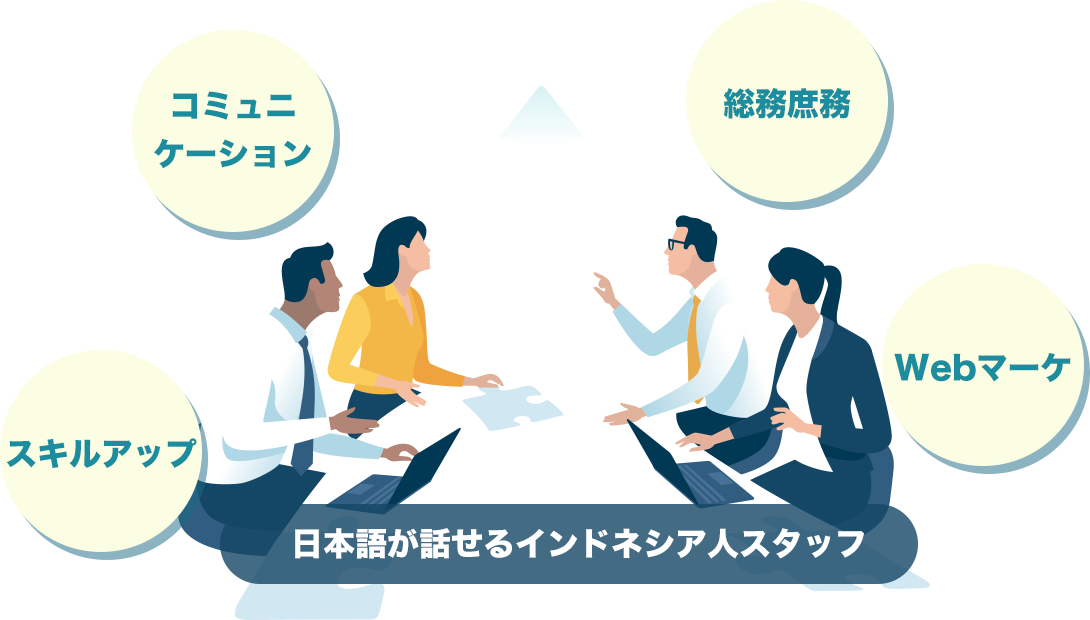 コミュニ
ケーション
総務庶務
Webマーケ
スキルアップ
日本語が話せるインドネシア人スタッフ